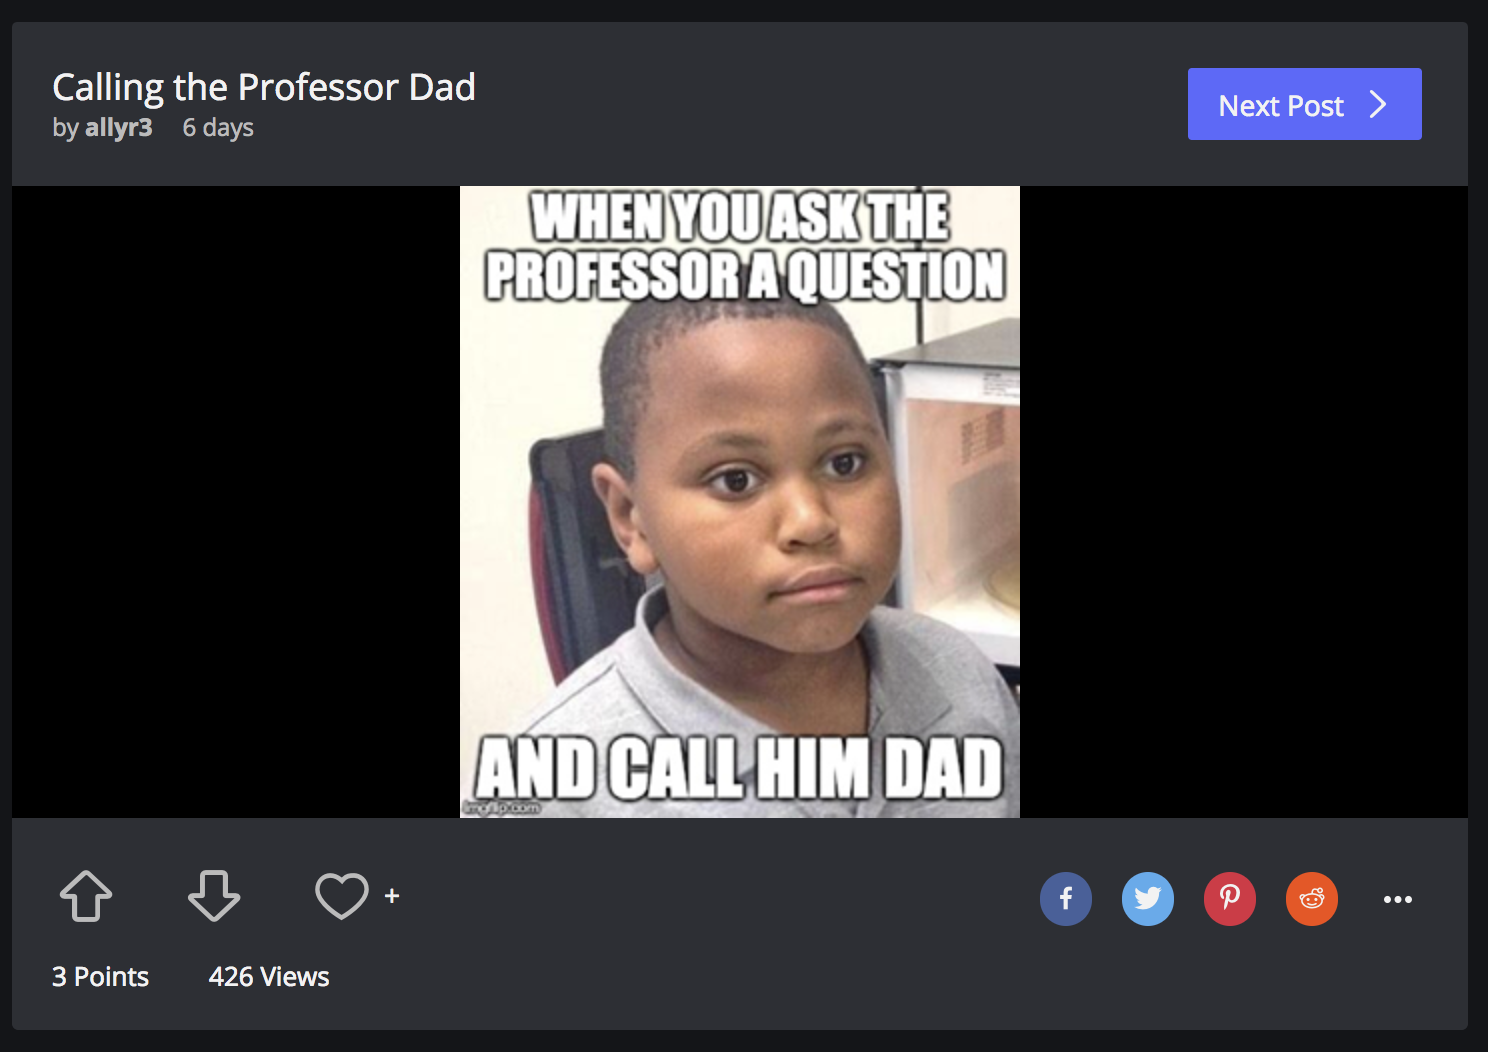 Calling the Professor Dad
by allyr3 6 days
Next Post
WHEN YOU ASK THE
PROFESSOR A QUESTION
AND CALL HIM DAD
imgflip.com
+
3 Points 426 Views